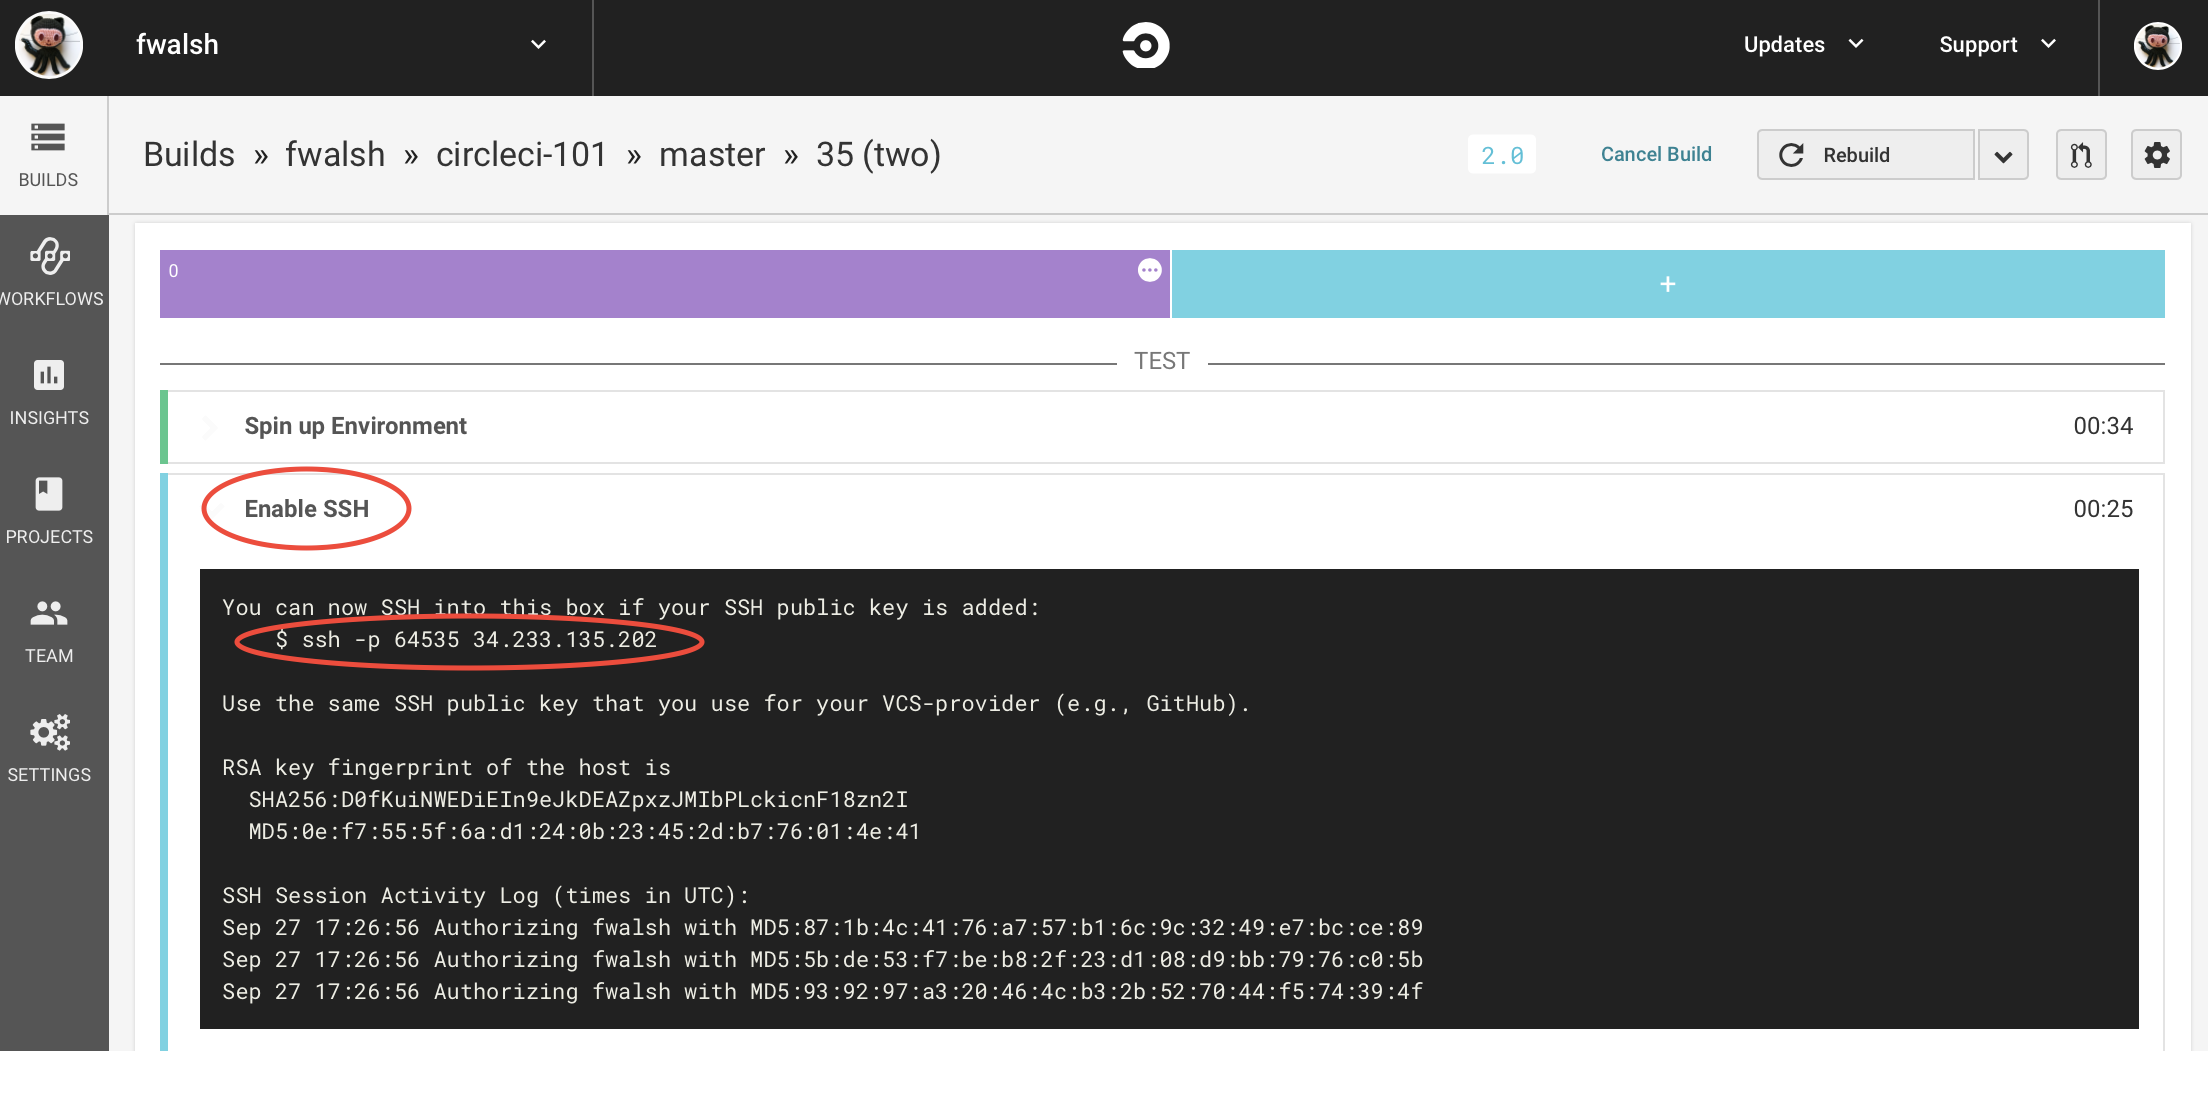 fwalsh
Updates
Support
BUILDS
Builds » fwalsh » circleci-101 » master » 35 (two)
2.0
Cancel Build
Rebuild
WORKFLOWS
INSIGHTS
PROJECTS
TEAM
SETTINGS
0
+
TEST
Spin up Environment 00:34
Enable SSH 00:25
You can now SSH into this box if your SSH public key is added:
$ ssh -p 64535 34.233.135.202
Use the same SSH public key that you use for your VCS-provider (e.g., GitHub).
RSA key fingerprint of the host is
SHA256:D0fKuiNWEDiEIn9eJkDEAZpxzJMIbPLckicnF18zn2I
MD5:0e:f7:55:5f:6a:d1:24:0b:23:45:2d:b7:76:01:4e:41
SSH Session Activity Log (times in UTC):
Sep 27 17:26:56 Authorizing fwalsh with MD5:87:1b:4c:41:76:a7:57:b1:6c:9c:32:49:e7:bc:ce:89
Sep 27 17:26:56 Authorizing fwalsh with MD5:5b:de:53:f7:be:b8:2f:23:d1:08:d9:bb:79:76:c0:5b
Sep 27 17:26:56 Authorizing fwalsh with MD5:93:92:97:a3:20:46:4c:b3:2b:52:70:44:f5:74:39:4f